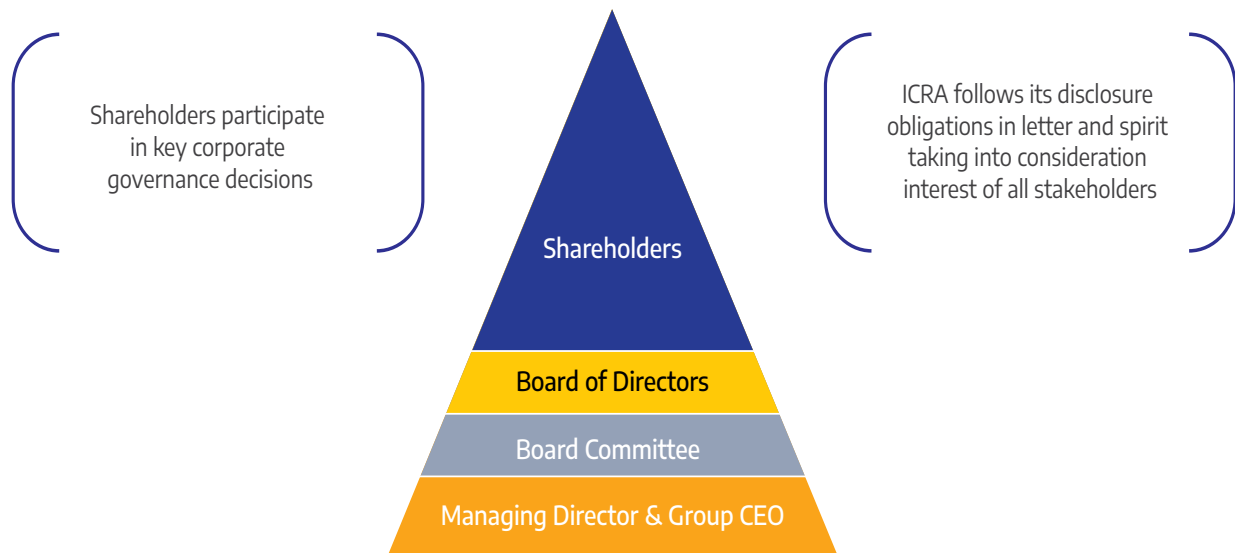 Shareholders participate
in key corporate
governance decisions
ICRA follows its disclosure
obligations in letter and spirit
taking into consideration
interest of all stakeholders
Shareholders
Board of Directors
Board Committee
Managing Director & Group CEO